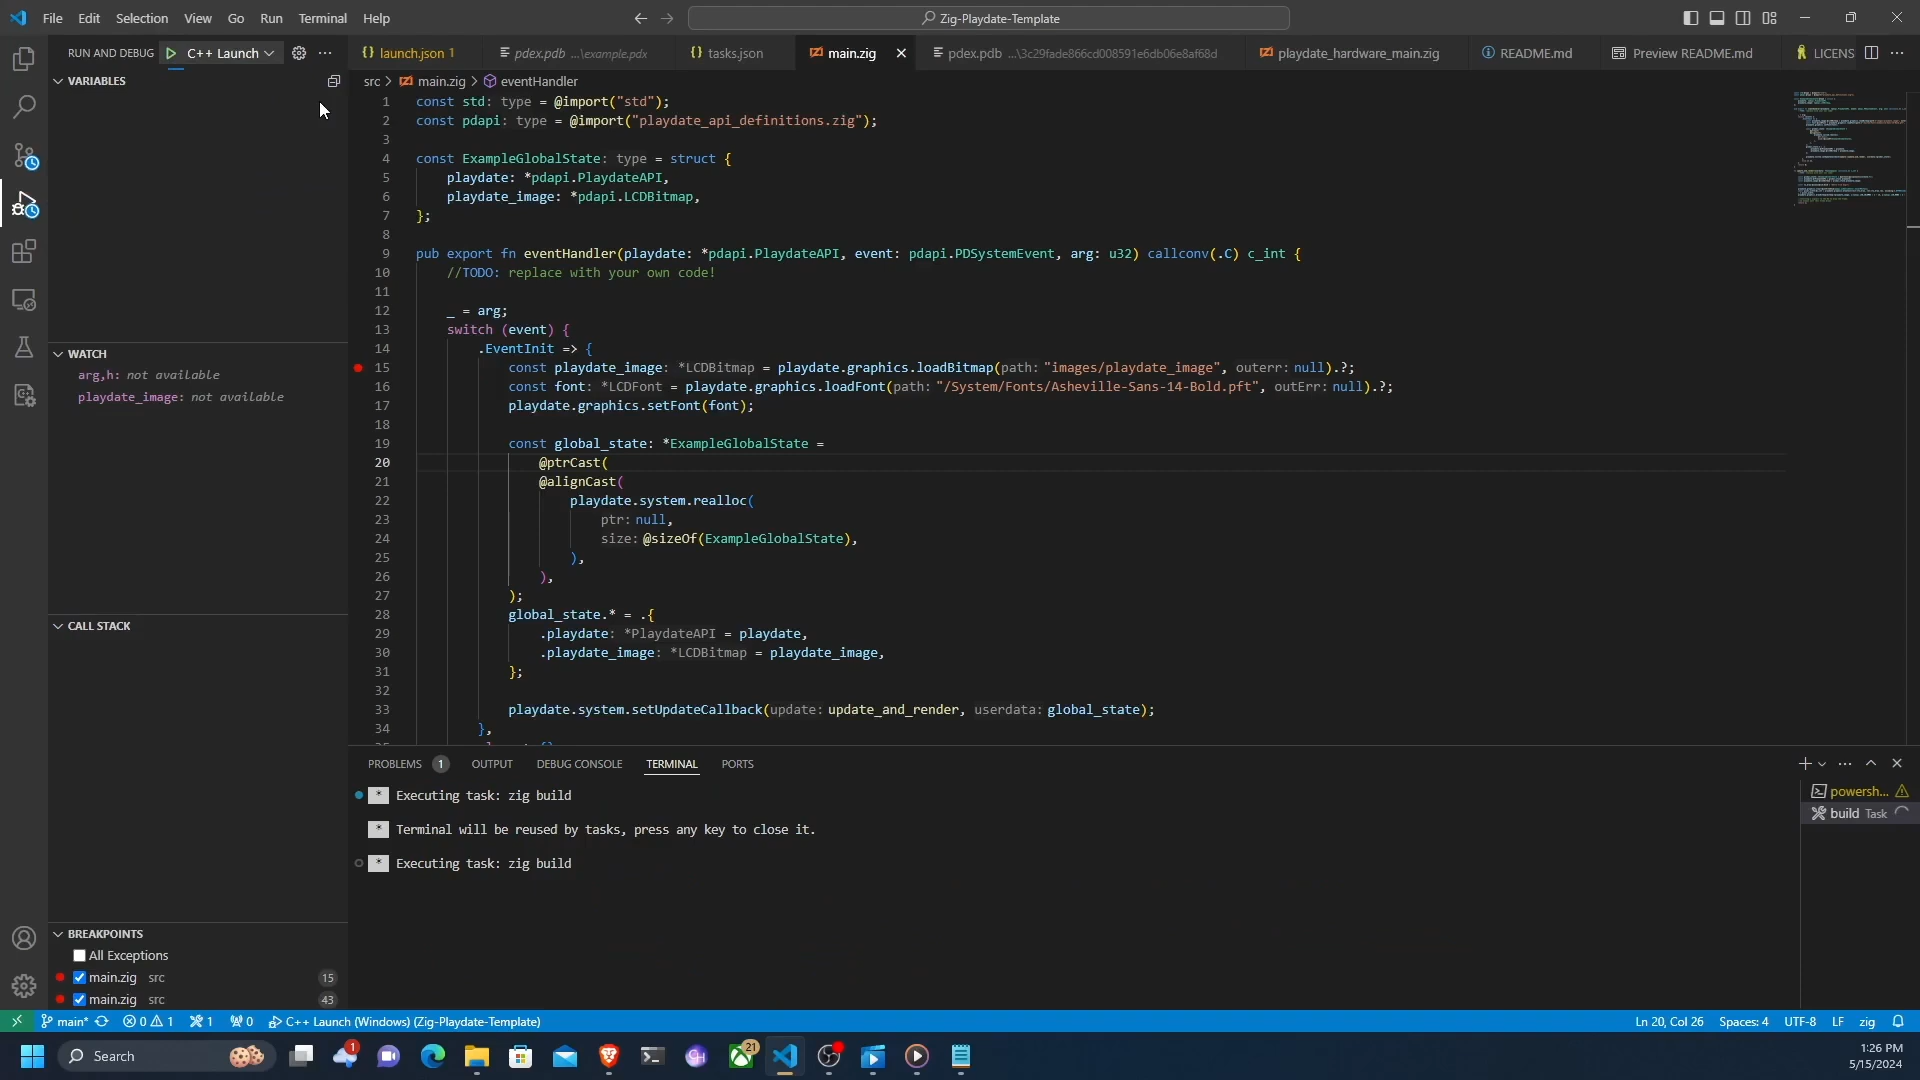 File Edit Selection View Go Run Terminal Help
Zig-Playdate-Template
RUN AND DEBUG C++ Launch
launch.json 1
pdex.pdb ...\example.pdx
tasks.json
main.zig
pdex.pdb ...\3c29fade866cd008591e6db06e8af68d
playdate_hardware_main.zig
README.md
Preview README.md
LICENS
VARIABLES
src > main.zig > eventHandler
1 const std: type = @import("std");
2 const pdapi: type = @import("playdate_api_definitions.zig");
3
4 const ExampleGlobalState: type = struct {
5 playdate: *pdapi.PlaydateAPI,
6 playdate_image: *pdapi.LCDBitmap,
7 };
8
9 pub export fn eventHandler(playdate: *pdapi.PlaydateAPI, event: pdapi.PDSystemEvent, arg: u32) callconv(.C) c_int {
10 //TODO: replace with your own code!
11
12 _ = arg;
13 switch (event) {
14 .EventInit => {
15 const playdate_image: *LCDBitmap = playdate.graphics.loadBitmap(path: "images/playdate_image", outerr: null).?;
16 const font: *LCDFont = playdate.graphics.loadFont(path: "/System/Fonts/Asheville-Sans-14-Bold.pft", outErr: null).?;
17 playdate.graphics.setFont(font);
18
19 const global_state: *ExampleGlobalState =
20 @ptrCast(
21 @alignCast(
22 playdate.system.realloc(
23 ptr: null,
24 size: @sizeOf(ExampleGlobalState),
25 ),
26 ),
27 );
28 global_state.* = .{
29 .playdate: *PlaydateAPI = playdate,
30 .playdate_image: *LCDBitmap = playdate_image,
31 };
32
33 playdate.system.setUpdateCallback(update: update_and_render, userdata: global_state);
34 },
WATCH
arg,h: not available
playdate_image: not available
CALL STACK
BREAKPOINTS
All Exceptions
main.zig src 15
main.zig src 43
PROBLEMS 1 OUTPUT DEBUG CONSOLE TERMINAL PORTS
* Executing task: zig build
* Terminal will be reused by tasks, press any key to close it.
* Executing task: zig build
powersh...
build Task
main* 0 1 1 0 C++ Launch (Windows) (Zig-Playdate-Template)
Ln 20, Col 26 Spaces: 4 UTF-8 LF zig
Search
1
CH
21
1:26 PM
5/15/2024